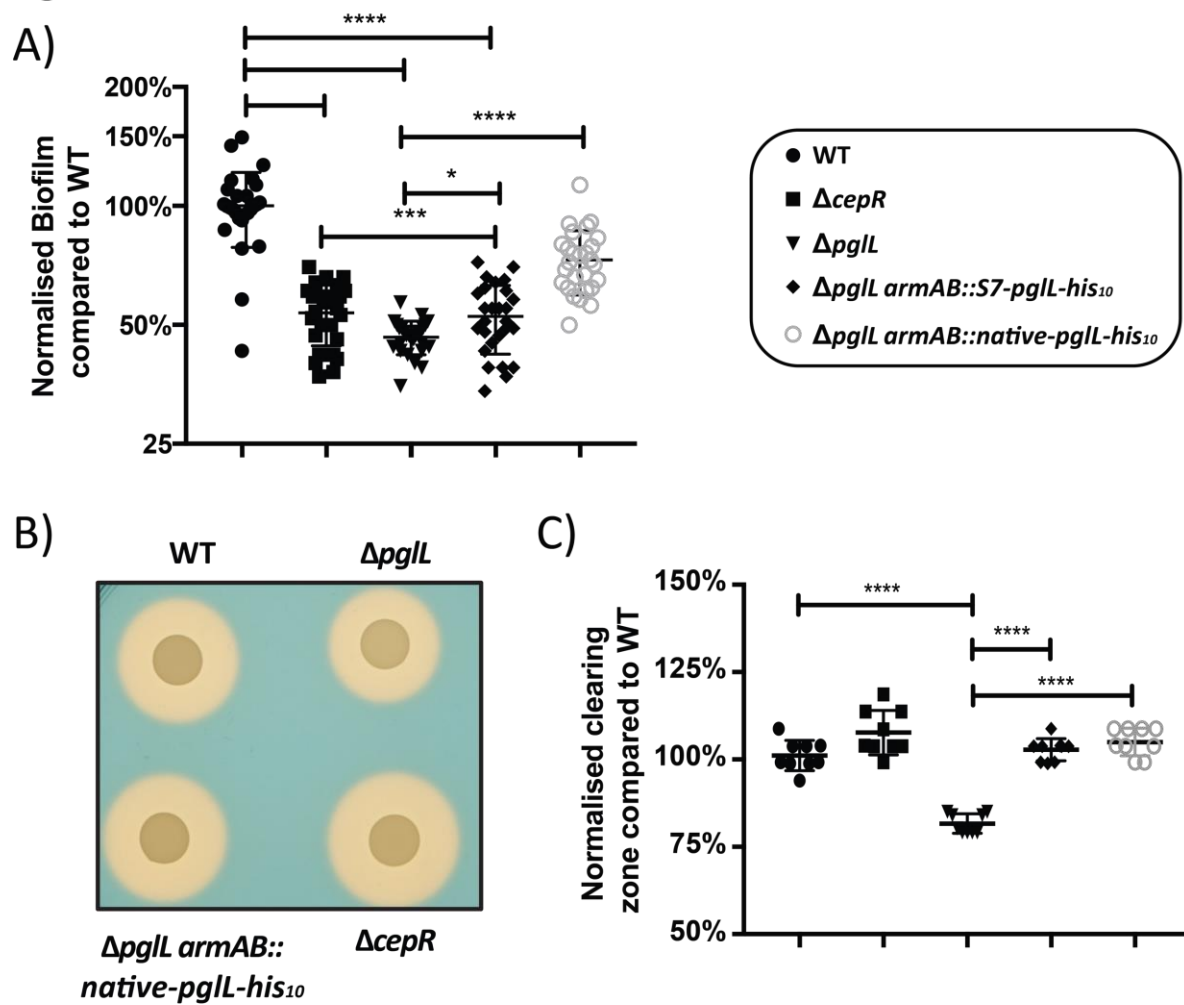 A)
****
200%
150%
100%
50%
25
Normalised Biofilm
compared to WT
****
*
***
WT
ΔcepR
ΔpglL
ΔpglL armAB::S7-pglL-his10
ΔpglL armAB::native-pglL-his10
B)
WT ΔpglL
ΔpglL armAB::
native-pglL-his10
ΔcepR
C)
150%
125%
100%
75%
50%
Normalised clearing
zone compared to WT
****
****
****